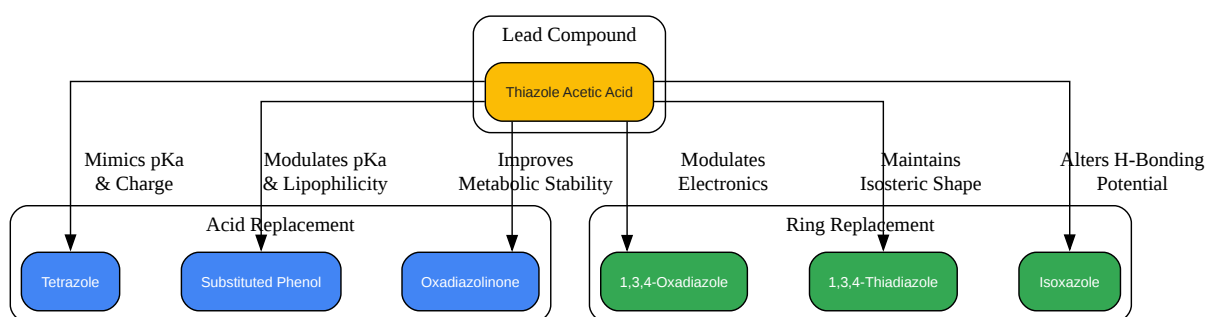 Lead Compound
Thiazole Acetic Acid
Mimics pKa
& Charge
Modulates pKa
& Lipophilicity
Improves
Metabolic Stability
Modulates
Electronics
Maintains
Isosteric Shape
Alters H-Bonding
Potential
Acid Replacement
Ring Replacement
Tetrazole
Substituted Phenol
Oxadiazolinone
1,3,4-Oxadiazole
1,3,4-Thiadiazole
Isoxazole